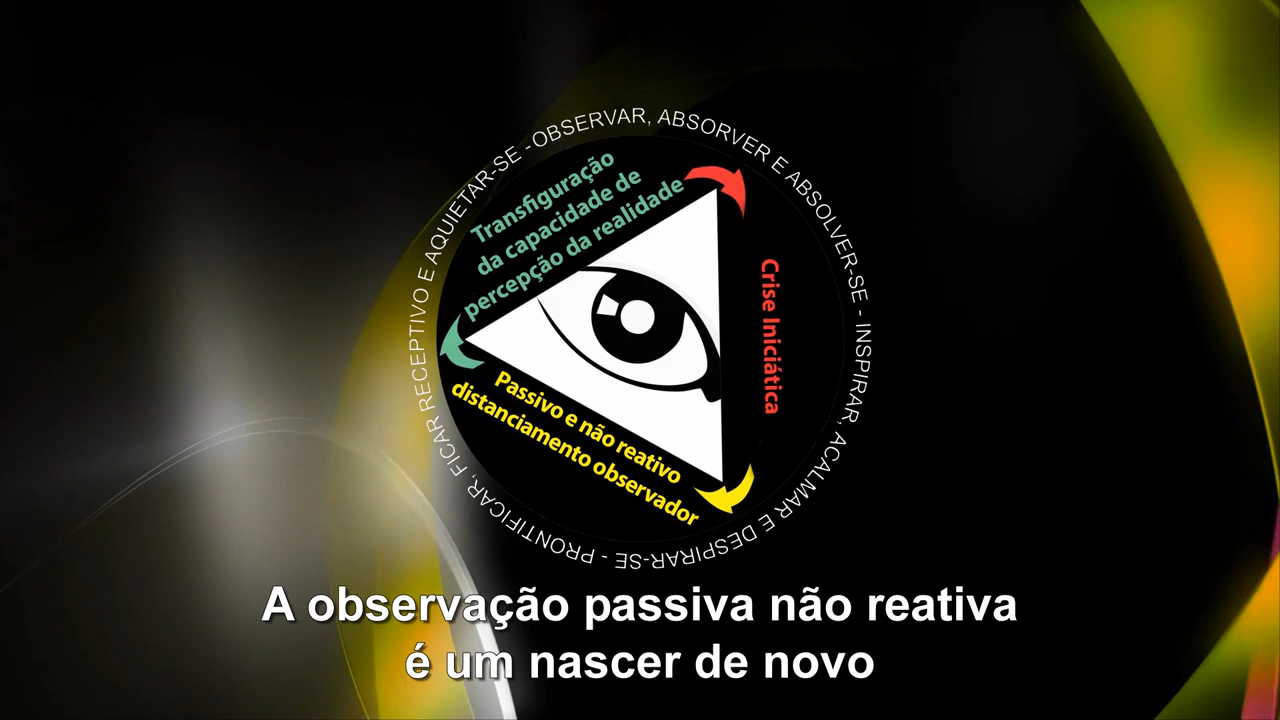 OBSERVAR, ABSORVER E ABSOLVER-SE - INSPIRAR, ACALMAR E DESPIRAR-SE - PRONTIFICAR, FICAR RECEPTIVO E AQUIETAR-SE -
Transfiguração
da capacidade de
percepção da realidade
Crise Iniciática
Passivo e não reativo
distanciamento observador
A observação passiva não reativa
é um nascer de novo